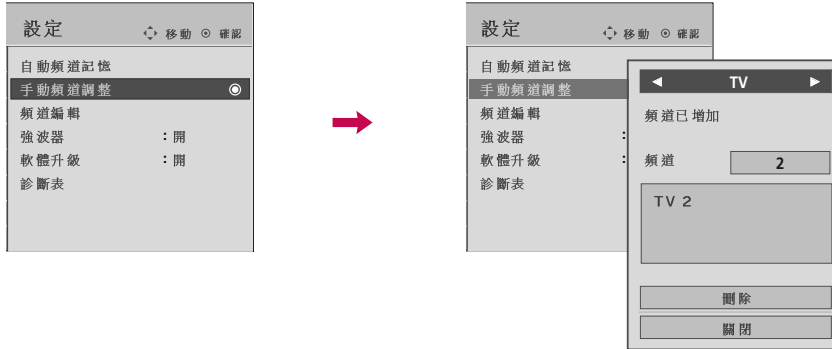 設定 移動 ⊙ 確認
自動頻道記憶
手動頻道調整
頻道編輯
強波器 : 開
軟體升級 : 開
診斷表
設定 移動 ⊙ 確認
自動頻道記憶
手動頻道調整
頻道編輯
強波器 :
軟體升級 :
診斷表
◄ TV ►
頻道已增加
頻道 2
TV 2
刪除
關閉